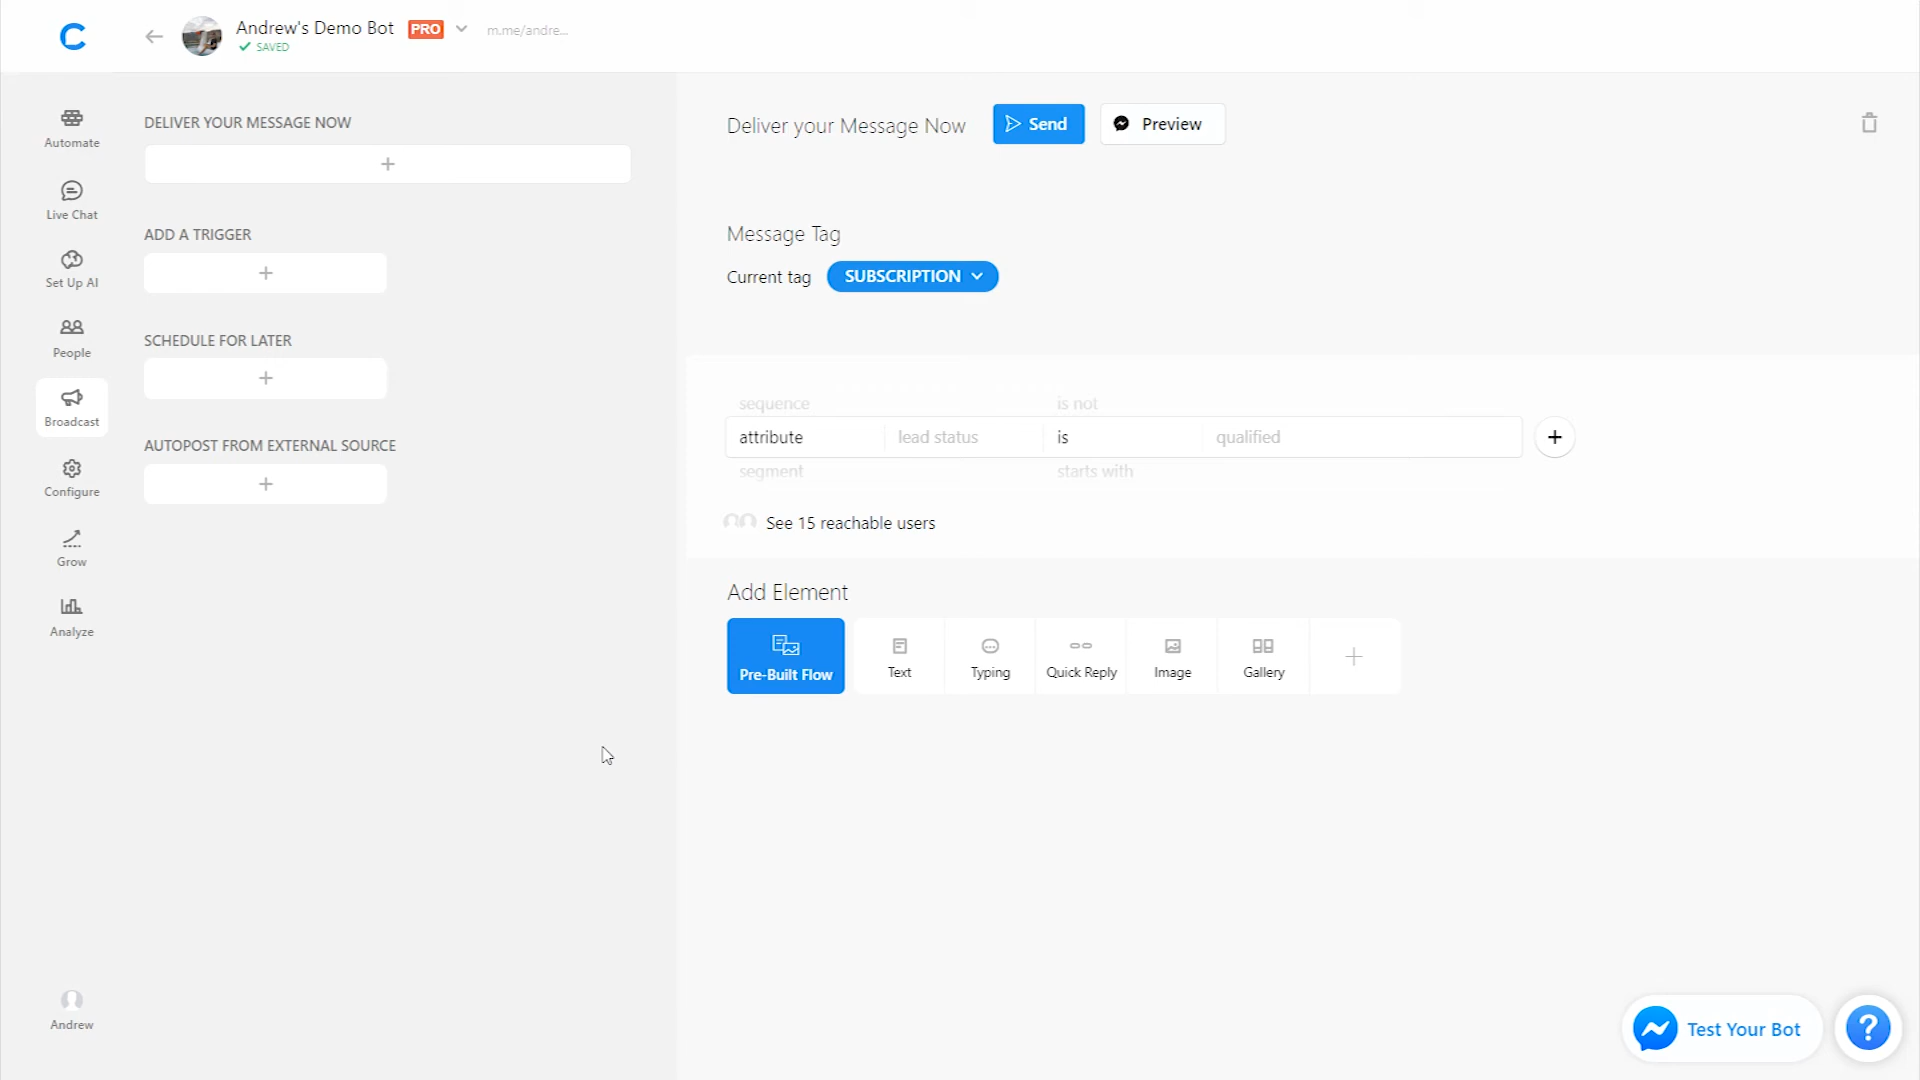 Andrew's Demo Bot PRO m.me/andre...
SAVED
Automate
Live Chat
Set Up AI
People
Broadcast
Configure
Grow
Analyze
Andrew
DELIVER YOUR MESSAGE NOW
+
ADD A TRIGGER
+
SCHEDULE FOR LATER
+
AUTOPOST FROM EXTERNAL SOURCE
+
Deliver your Message Now Send Preview
Message Tag
Current tag SUBSCRIPTION
sequence is not
attribute lead status is qualified +
segment starts with
See 15 reachable users
Add Element
Pre-Built Flow Text Typing Quick Reply Image Gallery +
Test Your Bot ?